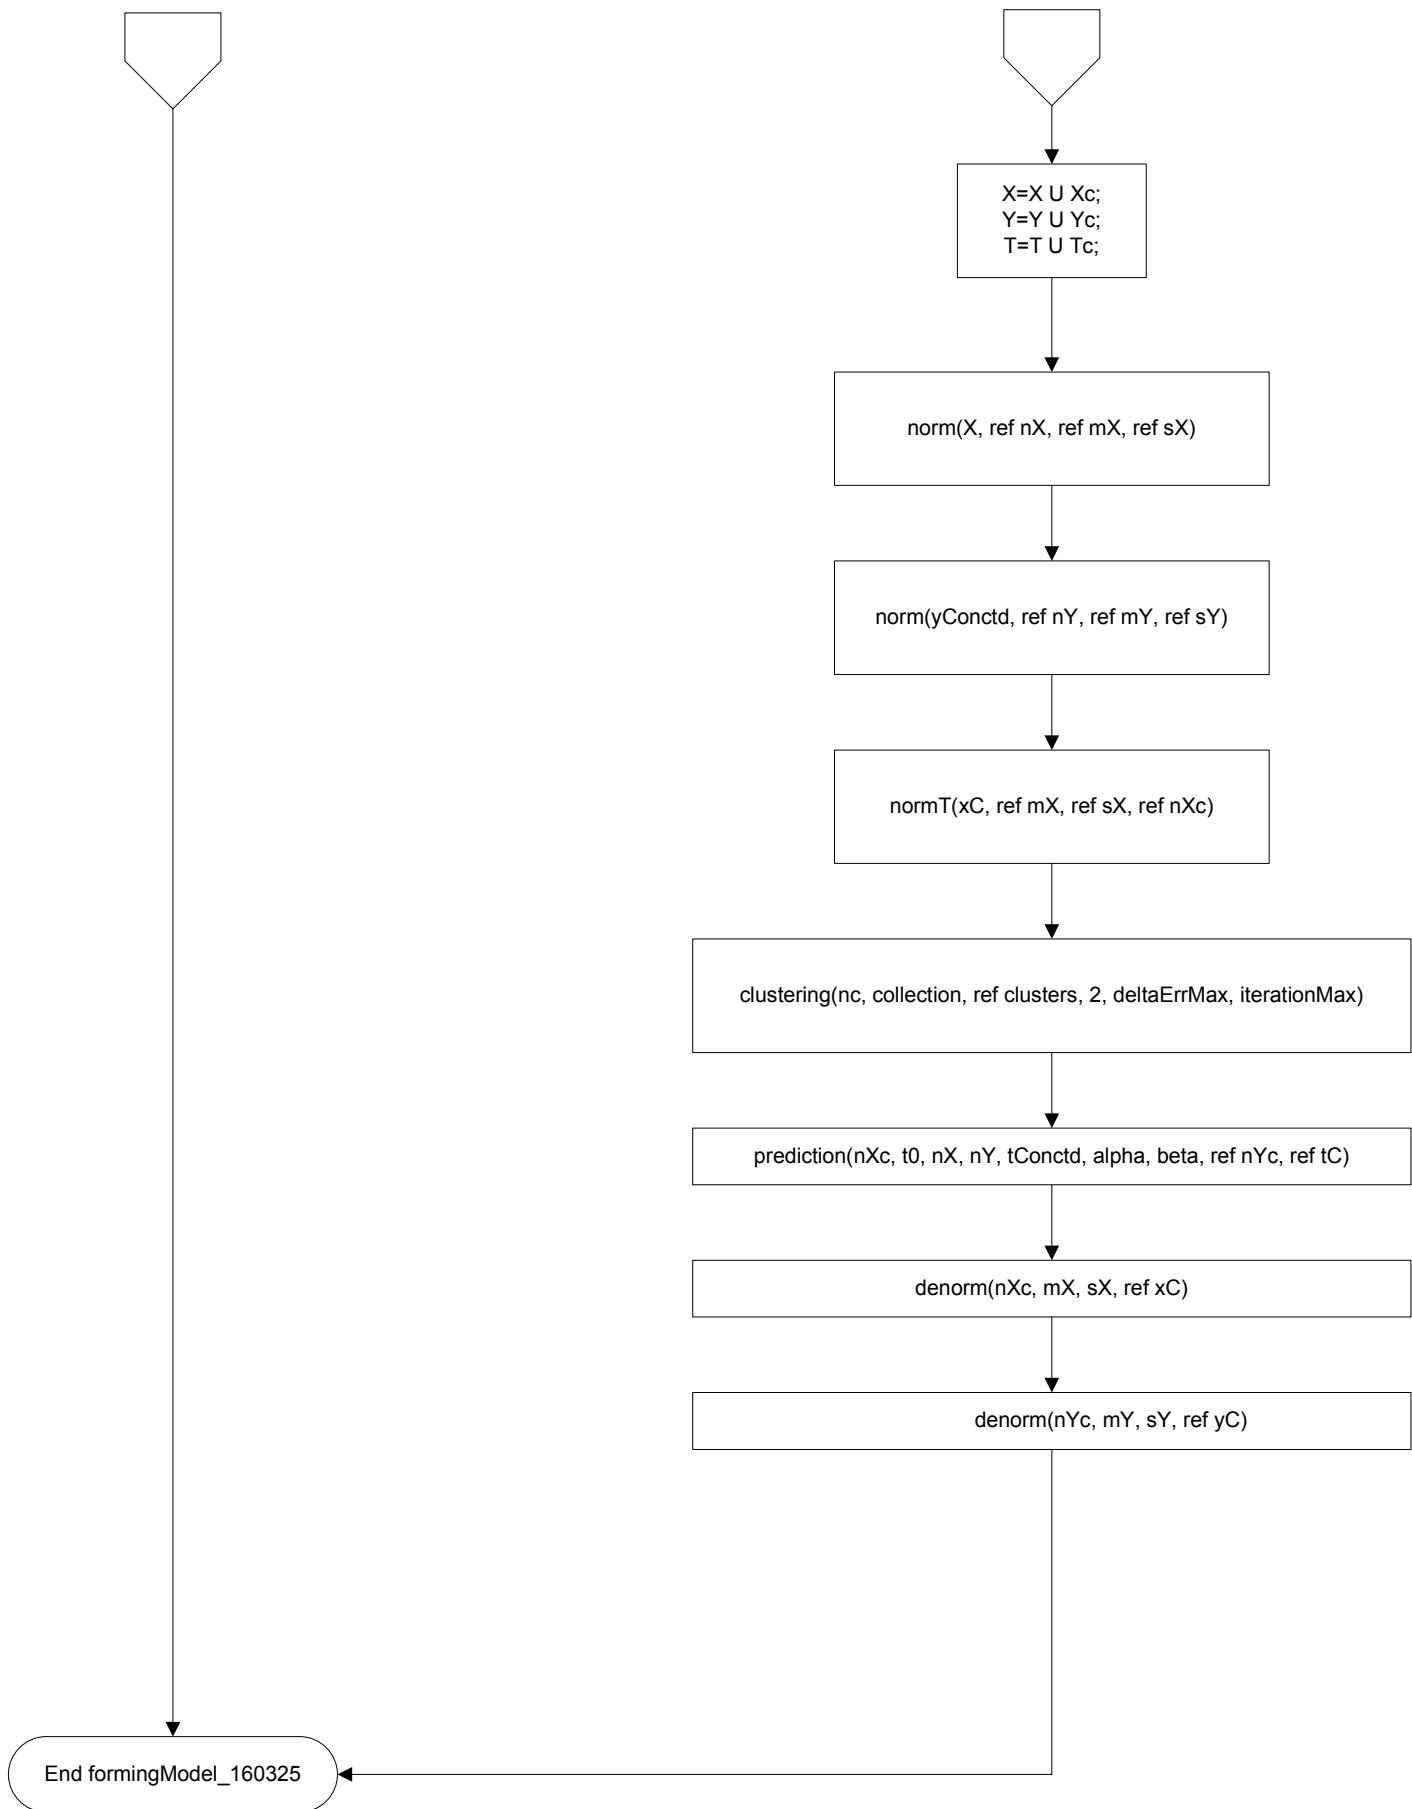 X=X U Xc;
Y=Y U Yc;
T=T U Tc;
norm(X, ref nX, ref mX, ref sX)
norm(yConctd, ref nY, ref mY, ref sY)
normT(xC, ref mX, ref sX, ref nXc)
clustering(nc, collection, ref clusters, 2, deltaErrMax, iterationMax)
prediction(nXc, t0, nX, nY, tConctd, alpha, beta, ref nYc, ref tC)
denorm(nXc, mX, sX, ref xC)
denorm(nYc, mY, sY, ref yC)
End formingModel_160325